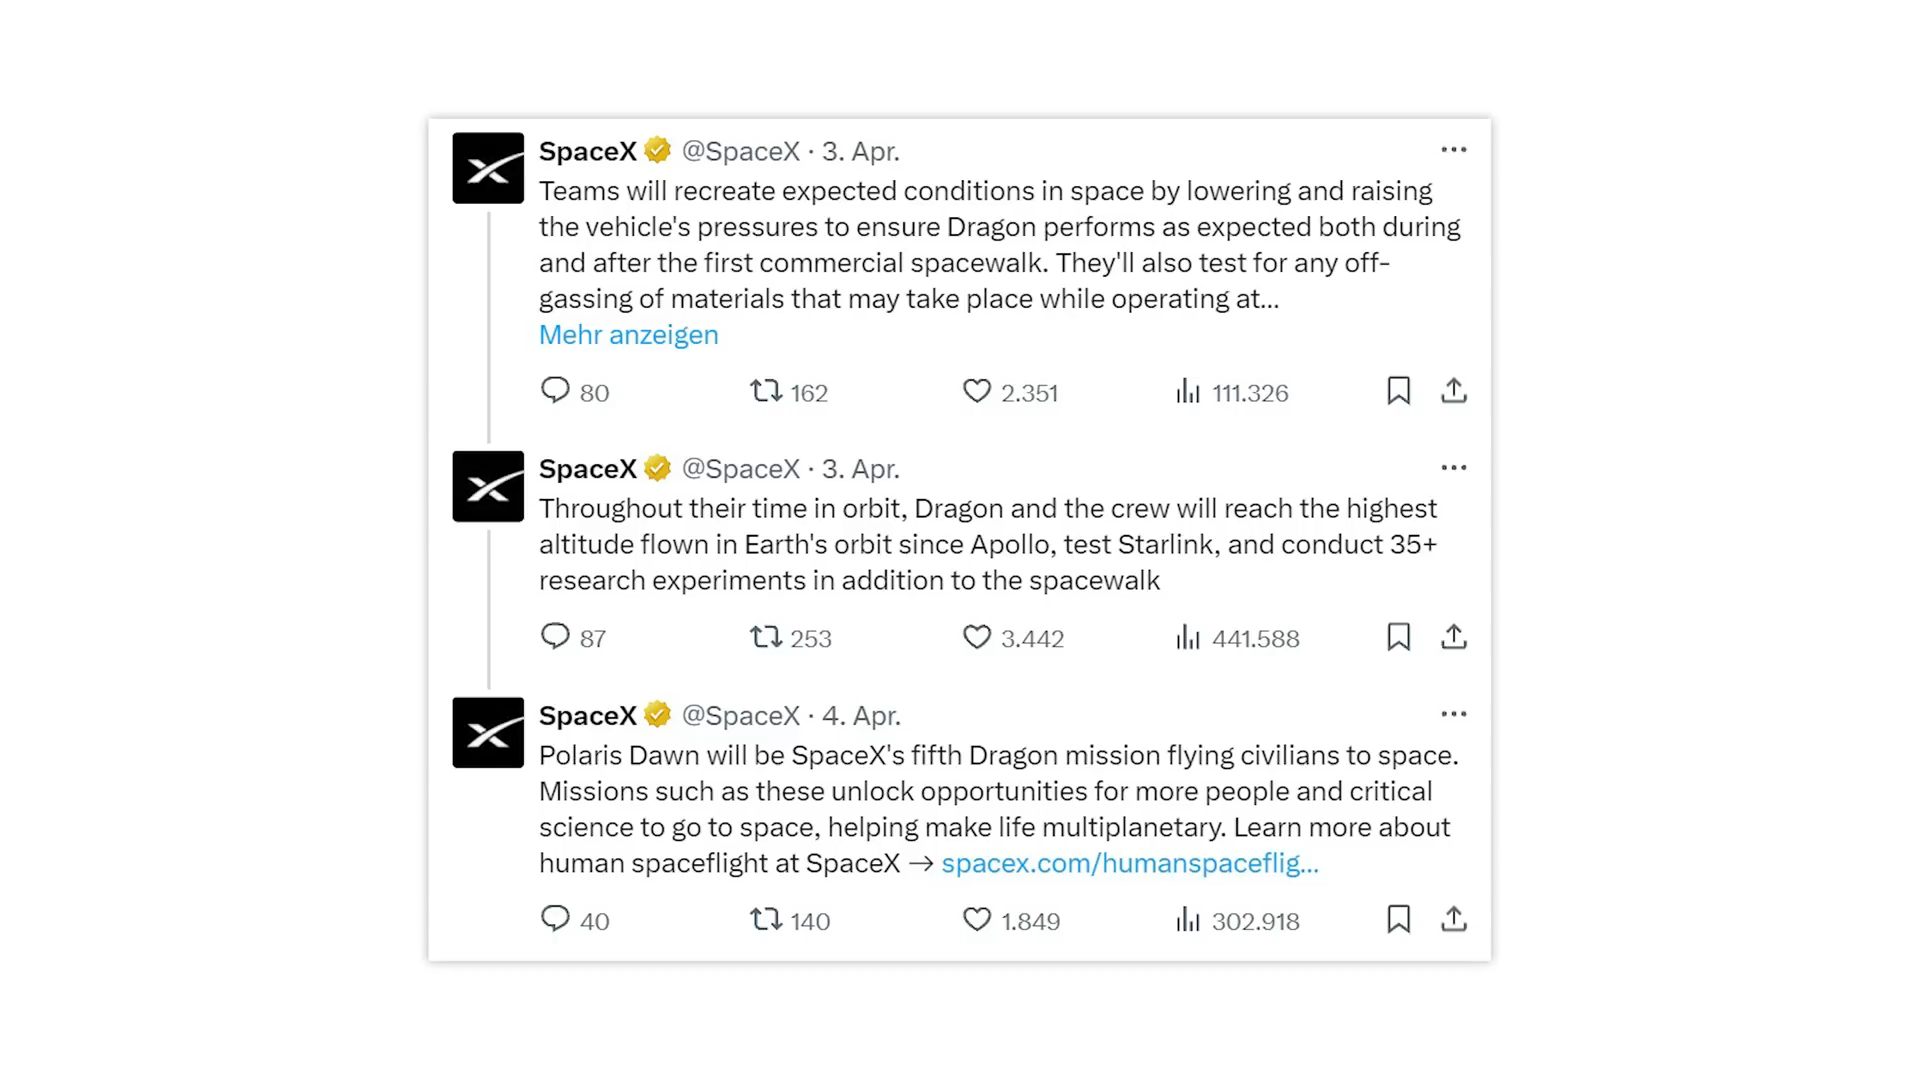 SpaceX @SpaceX · 3. Apr.
Teams will recreate expected conditions in space by lowering and raising
the vehicle's pressures to ensure Dragon performs as expected both during
and after the first commercial spacewalk. They'll also test for any off-
gassing of materials that may take place while operating at...
Mehr anzeigen
80 162 2.351 111.326
SpaceX @SpaceX · 3. Apr.
Throughout their time in orbit, Dragon and the crew will reach the highest
altitude flown in Earth's orbit since Apollo, test Starlink, and conduct 35+
research experiments in addition to the spacewalk
87 253 3.442 441.588
SpaceX @SpaceX · 4. Apr.
Polaris Dawn will be SpaceX's fifth Dragon mission flying civilians to space.
Missions such as these unlock opportunities for more people and critical
science to go to space, helping make life multiplanetary. Learn more about
human spaceflight at SpaceX → spacex.com/humanspaceflig...
40 140 1.849 302.918